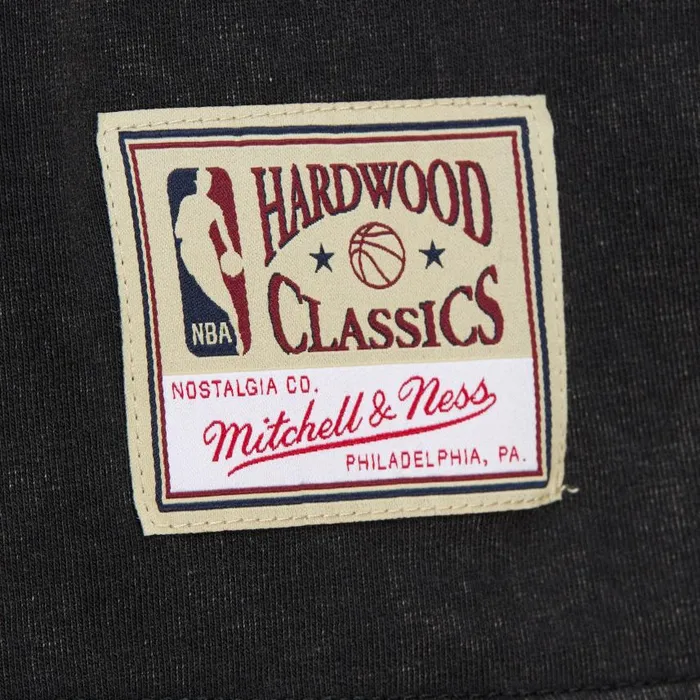 HARDWOOD
CLASSICS
NBA
NOSTALGIA CO.
Mitchell & Ness
PHILADELPHIA, PA.